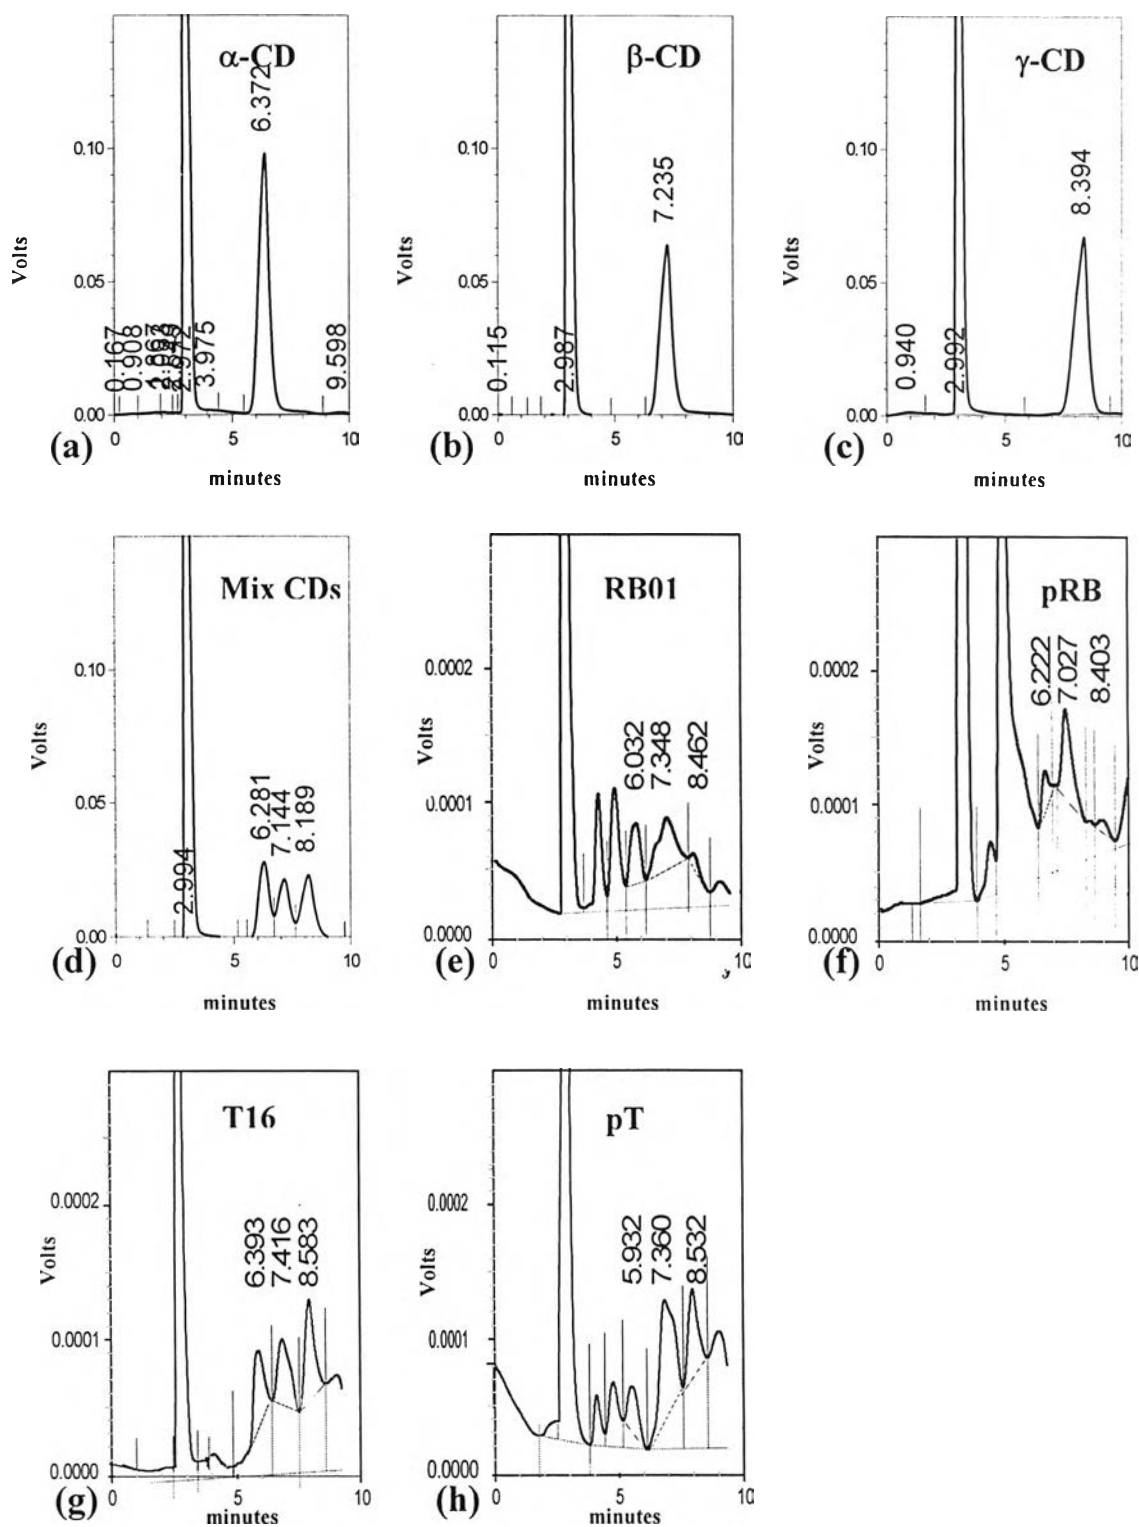 α-CD
6.372
0.10
Volts
0.05
0.167
0.908
2.972
3.975
9.598
0.00
0 5 10
(a)
minutes
β-CD
7.235
0.10
Volts
0.05
0.115
2.987
0.00
0 5 10
(b)
minutes
γ-CD
8.394
0.10
Volts
0.05
0.940
2.992
0.00
0 5 10
(c)
minutes
Mix CDs
0.10
Volts
6.281
7.144
8.189
0.05
2.994
0.00
0 5 10
(d)
minutes
RB01
0.0002
Volts
6.032
7.348
8.462
0.0001
0.0000
0 5 10
(e)
minutes
pRB
6.222
7.027
8.403
0.0002
Volts
0.0001
0.0000
0 5 10
(f)
minutes
T16
0.0002
Volts
6.393
7.416
8.583
0.0001
0.0000
0 5 10
(g)
minutes
pT
0.0002
Volts
5.932
7.360
8.532
0.0001
0.0000
0 5 10
(h)
minutes